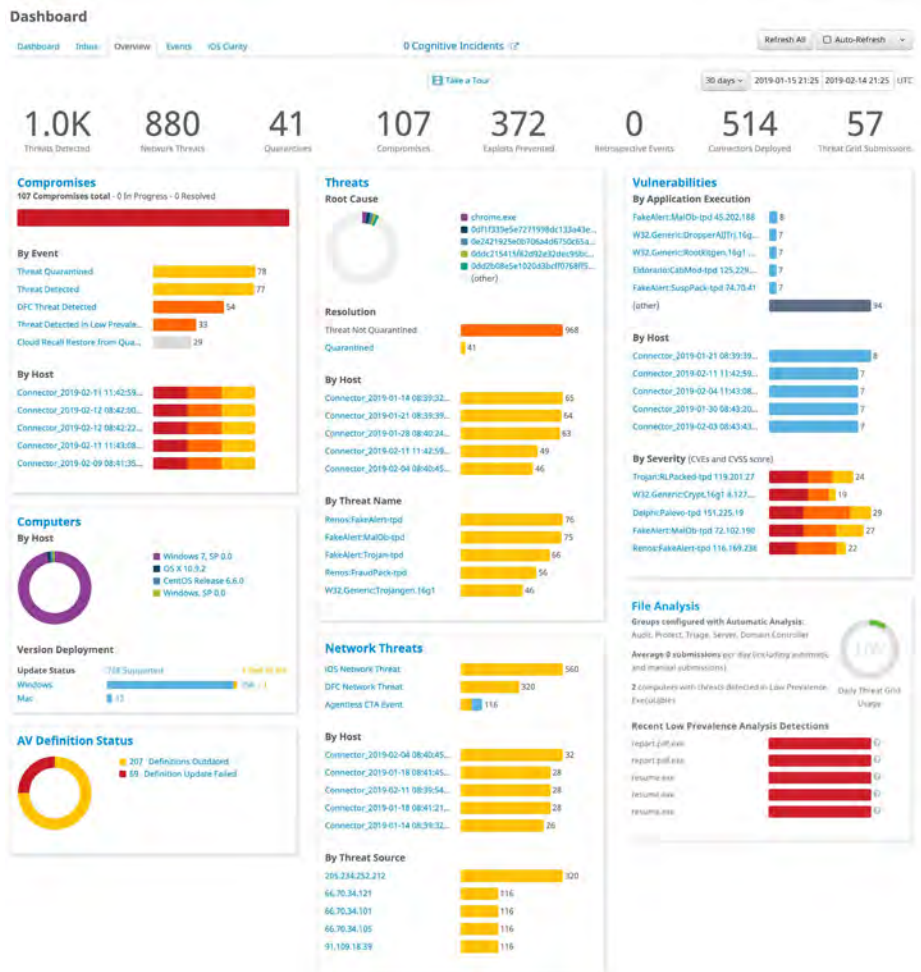 Dashboard
Dashboard Inbox Overview Events iOS Clarity
0 Cognitive Incidents
Refresh All Auto-Refresh
Take a Tour
30 days 2019-01-15 21:25 2019-02-14 21:25 UTC
1.0K 880 41 107 372 0 514 57
Threats Detected Network Threats Quarantines Compromises Exploits Prevented Retrospective Events Connectors Deployed Threat Grid Submissions
Compromises
107 Compromises total - 0 In Progress - 0 Resolved
By Event
Threat Quarantined 78
Threat Detected 77
DFC Threat Detected 54
Threat Detected in Low Prevale... 33
Cloud Recall Restore from Qua... 29
By Host
Connector_2019-02-11 11:42:59...
Connector_2019-02-12 08:42:50...
Connector_2019-02-12 08:42:22...
Connector_2019-02-11 11:43:08...
Connector_2019-02-09 08:41:35...
Computers
By Host
Windows 7, SP 0.0
OS X 10.9.2
CentOS Release 6.6.0
Windows, SP 0.0
Version Deployment
Update Status Supported
Windows
Mac 13
AV Definition Status
207 Definitions Outdated
69 Definition Update Failed
Threats
Root Cause
chrome.exe
(other)
Resolution
Threat Not Quarantined 968
Quarantined 41
By Host
Connector_2019-01-14 08:39:32... 65
Connector_2019-01-21 08:39:39... 64
Connector_2019-01-28 08:40:24... 63
Connector_2019-02-11 11:42:59... 49
Connector_2019-02-04 08:40:45... 46
By Threat Name
Renos:FakeAlert-tpd 76
FakeAlert:MalOb-tpd 75
FakeAlert:Trojan-tpd 66
Renos:FraudPack-tpd 56
W32.Generic:Trojangen.16g1 46
Network Threats
IOS Network Threat 560
DFC Network Threat 320
Agentless CTA Event 116
By Host
Connector_2019-02-04 08:40:45... 32
Connector_2019-01-18 08:41:45... 28
Connector_2019-02-11 08:39:54... 28
Connector_2019-01-18 08:41:21... 28
Connector_2019-01-14 08:39:32... 26
By Threat Source
205.234.252.212 320
66.70.34.121 116
66.70.34.101 116
66.70.34.105 116
91.109.18.39 116
Vulnerabilities
By Application Execution
FakeAlert:MalOb-tpd 45.202.188 8
W32.Generic:DropperAIJTrj.16g... 7
W32.Generic:Rootkitgen.16g1 ... 7
Eldorado:CabMod-tpd 125.229... 7
FakeAlert:SuspPack-tpd 74.70.41 7
(other) 94
By Host
Connector_2019-01-21 08:39:39... 8
Connector_2019-02-11 11:42:59... 7
Connector_2019-02-04 11:43:08... 7
Connector_2019-01-30 08:43:20... 7
Connector_2019-02-03 08:43:43... 7
By Severity (CVEs and CVSS score)
Trojan:RLPacked-tpd 119.201.27 24
W32.Generic:Crypt.16g1 8.127.... 19
Delphi:Palevo-tpd 151.225.19 29
FakeAlert:MalOb-tpd 72.102.190 27
Renos:FakeAlert-tpd 116.169.236 22
File Analysis
Groups configured with Automatic Analysis:
Audit, Protect, Triage, Server, Domain Controller
Average 0 submissions per day (including automatic
and manual submissions)
2 computers with threats detected in Low Prevalence
Executables
LOW
Daily Threat Grid
Usage
Recent Low Prevalence Analysis Detections
report.pdf.exe
report.pdf.exe
resume.exe
resume.exe
resume.exe